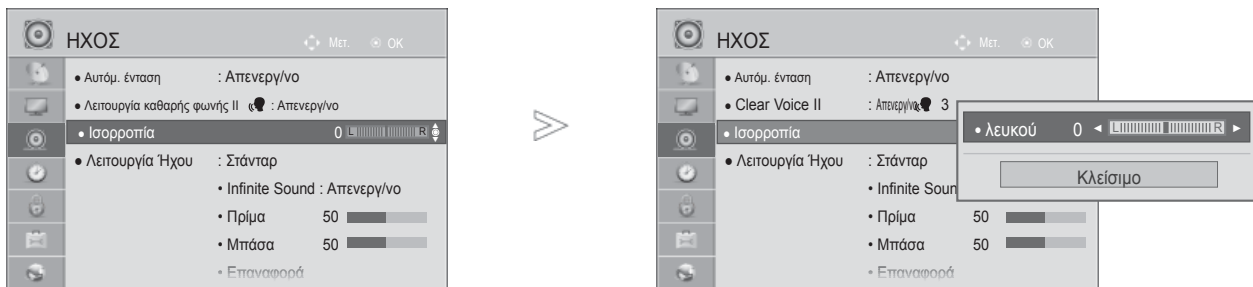 ΗΧΟΣ Μετ. OK
● Αυτόμ. ένταση : Απενεργ/νο
● Λειτουργία καθαρής φωνής II : Απενεργ/νο
● Ισορροπία 0 L R
● Λειτουργία Ήχου : Στάνταρ
• Infinite Sound : Απενεργ/νο
• Πρίμα 50
• Μπάσα 50
• Επαναφορά
ΗΧΟΣ Μετ. OK
● Αυτόμ. ένταση : Απενεργ/νο
● Clear Voice II : Απενεργ/νο 3
● Ισορροπία
● Λειτουργία Ήχου : Στάνταρ
• Infinite Soun
• Πρίμα 50
• Μπάσα 50
• Επαναφορά
● λευκού 0 ◄ L R ►
Κλείσιμο